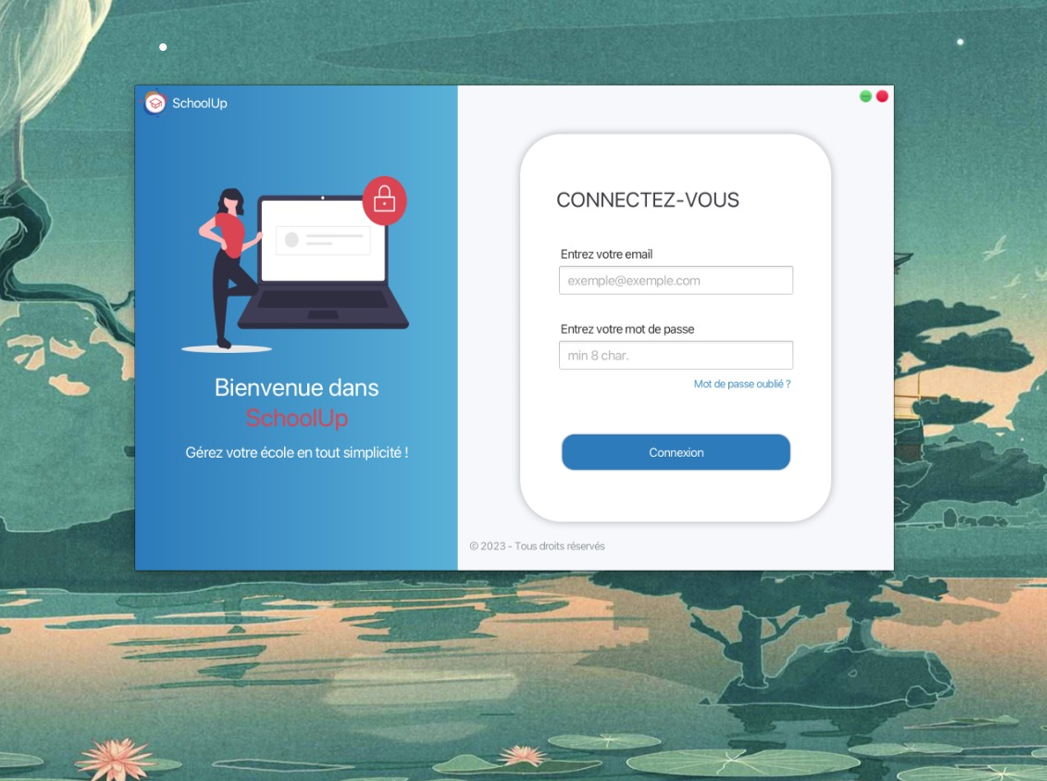 SchoolUp
Bienvenue dans
SchoolUp
Gérez votre école en tout simplicité !
CONNECTEZ-VOUS
Entrez votre email
exemple@exemple.com
Entrez votre mot de passe
min 8 char.
Mot de passe oublié ?
Connexion
© 2023 - Tous droits réservés